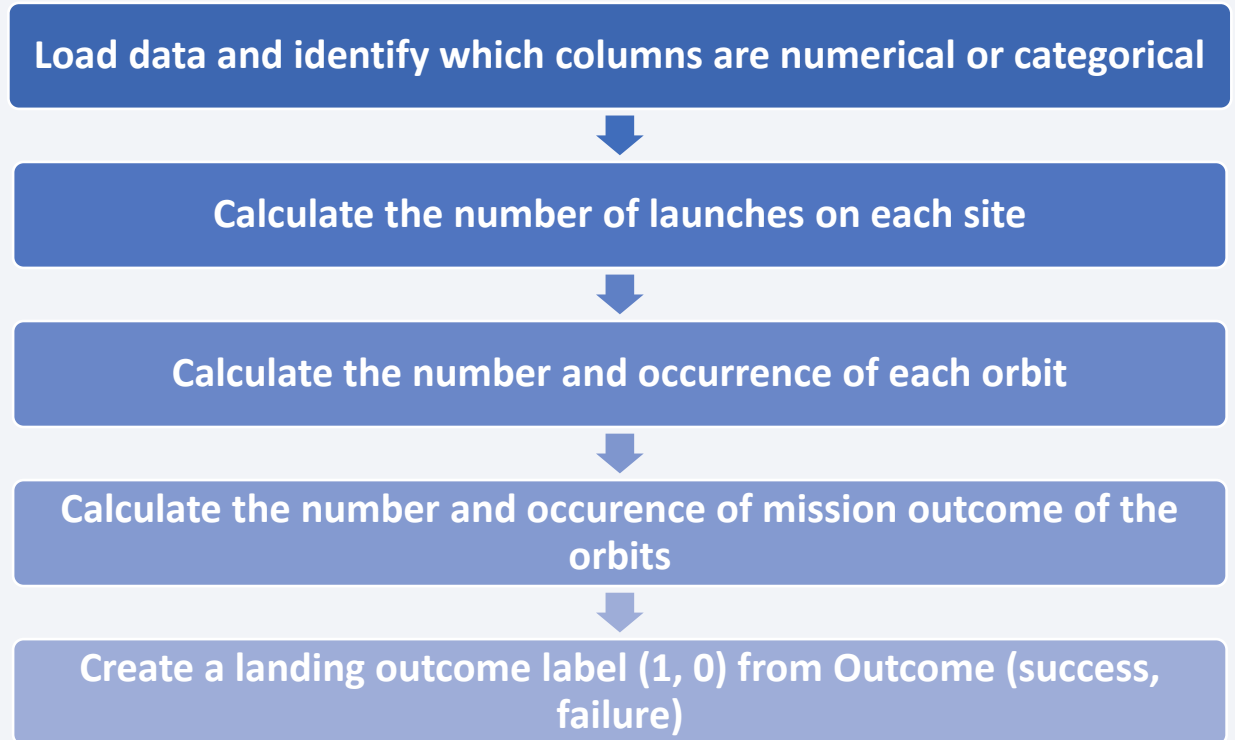 Load data and identify which columns are numerical or categorical
Calculate the number of launches on each site
Calculate the number and occurrence of each orbit
Calculate the number and occurence of mission outcome of the
orbits
Create a landing outcome label (1, 0) from Outcome (success,
failure)